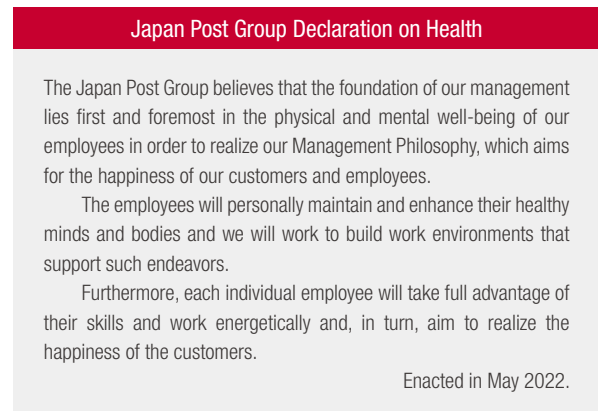 Japan Post Group Declaration on Health
The Japan Post Group believes that the foundation of our management
lies first and foremost in the physical and mental well-being of our
employees in order to realize our Management Philosophy, which aims
for the happiness of our customers and employees.
The employees will personally maintain and enhance their healthy
minds and bodies and we will work to build work environments that
support such endeavors.
Furthermore, each individual employee will take full advantage of
their skills and work energetically and, in turn, aim to realize the
happiness of the customers.
Enacted in May 2022.